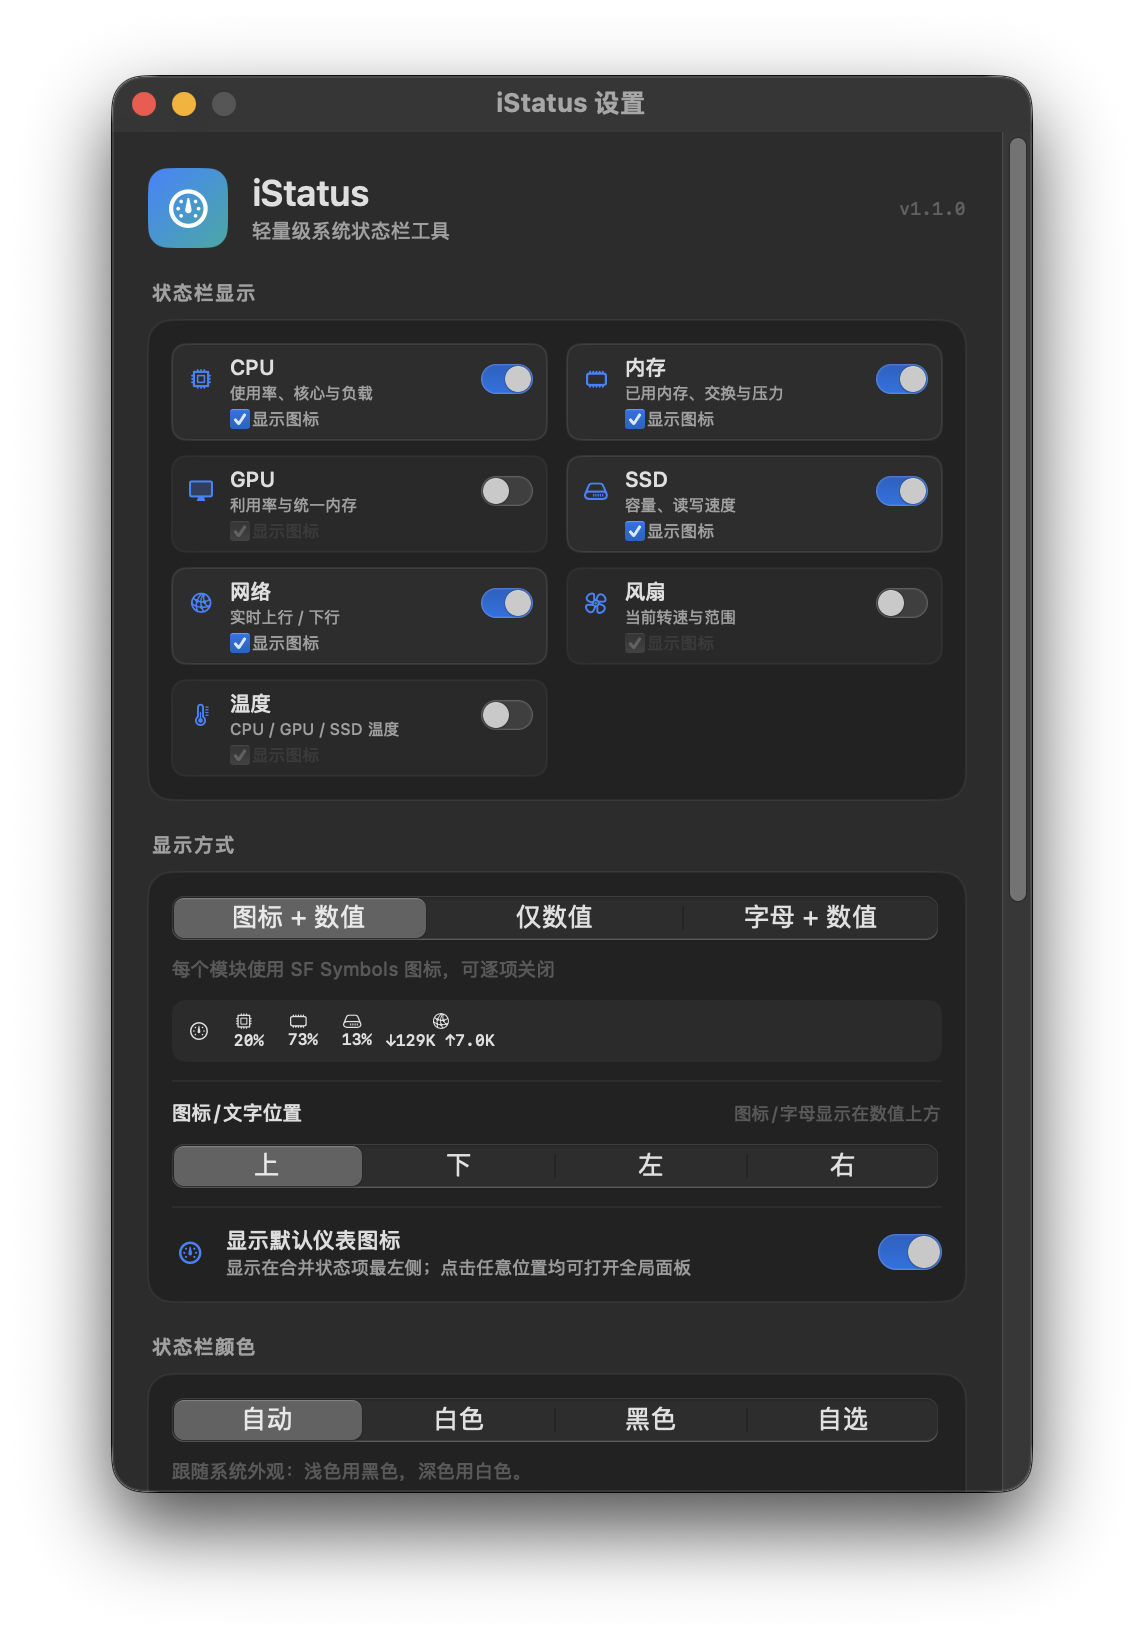 iStatus 设置
iStatus
轻量级系统状态栏工具
v1.1.0
状态栏显示
CPU
使用率、核心与负载
显示图标
内存
已用内存、交换与压力
显示图标
GPU
利用率与统一内存
显示图标
SSD
容量、读写速度
显示图标
网络
实时上行 / 下行
显示图标
风扇
当前转速与范围
显示图标
温度
CPU / GPU / SSD 温度
显示图标
显示方式
图标 + 数值
仅数值
字母 + 数值
每个模块使用 SF Symbols 图标，可逐项关闭
20% 73% 13% ↓129K ↑7.0K
图标/文字位置
图标/字母显示在数值上方
上
下
左
右
显示默认仪表图标
显示在合并状态项最左侧；点击任意位置均可打开全局面板
状态栏颜色
自动
白色
黑色
自选
跟随系统外观：浅色用黑色，深色用白色。